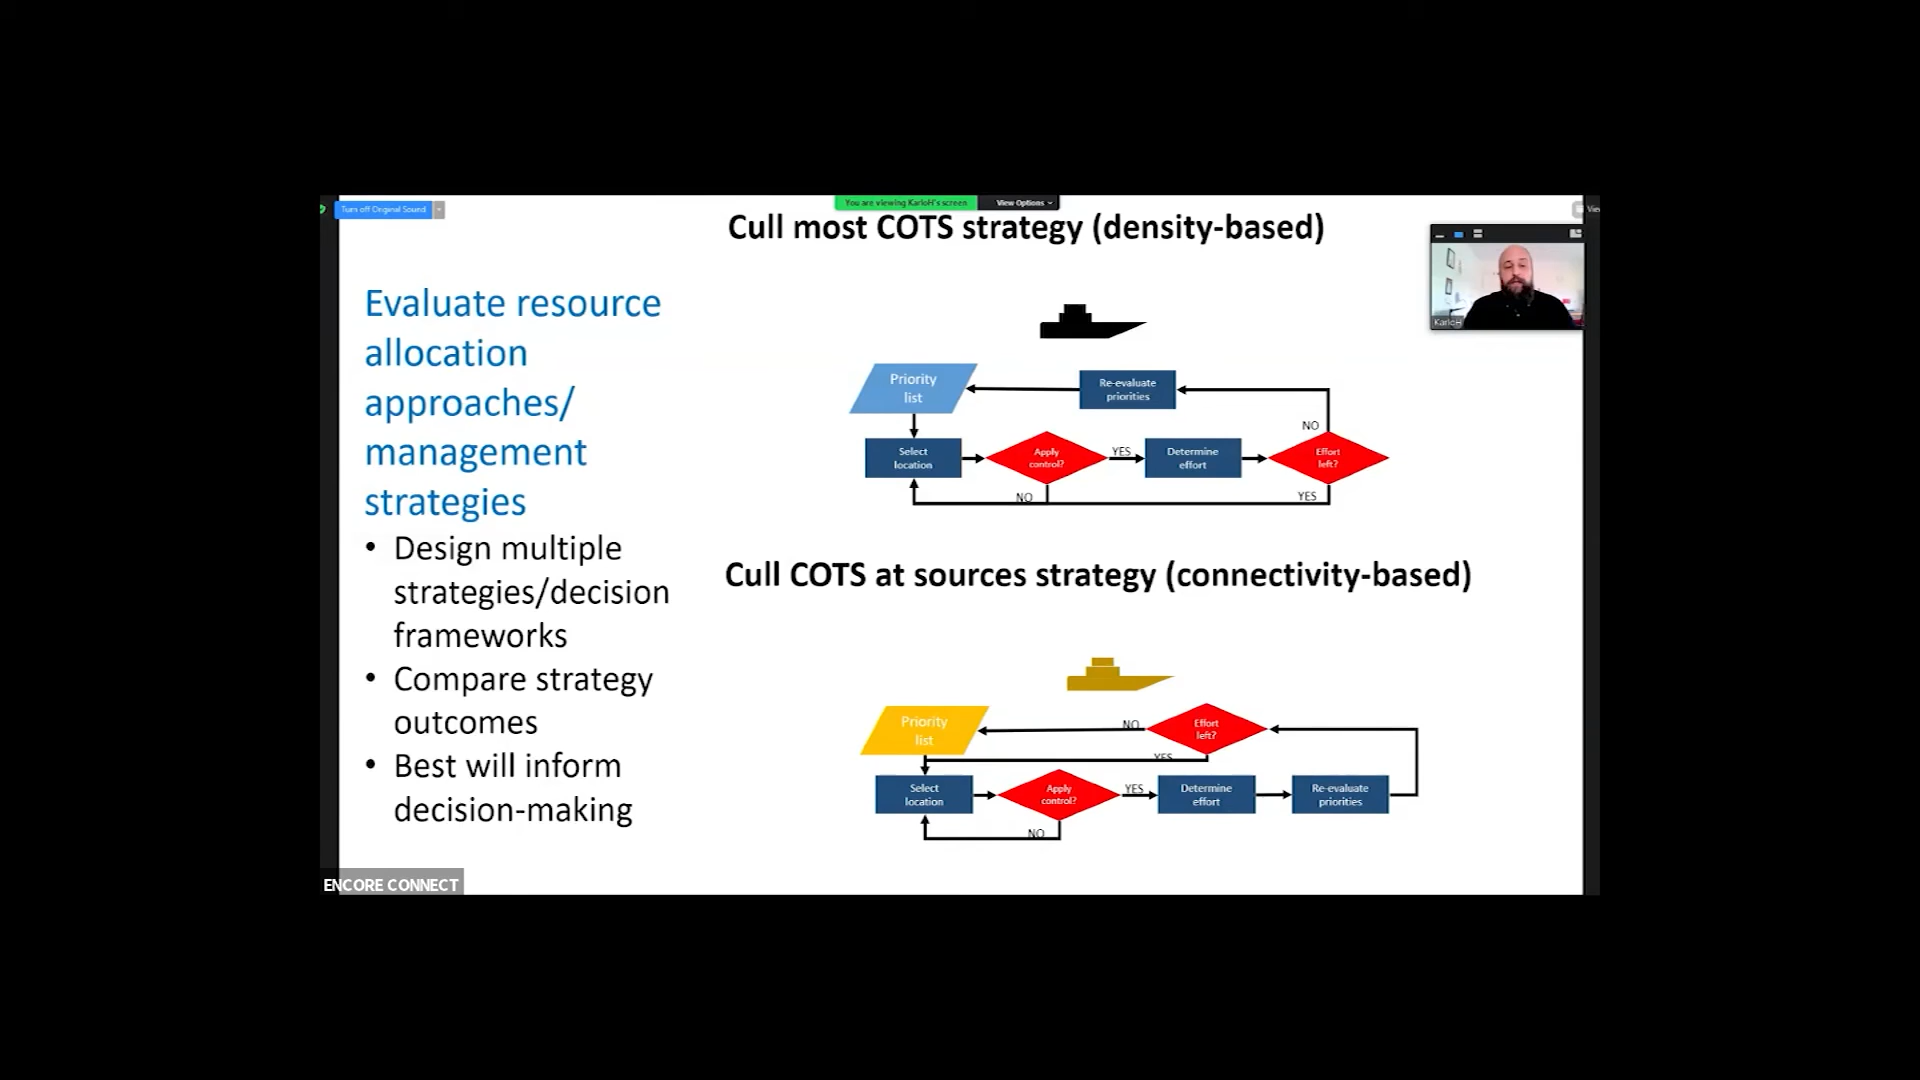 Turn off Original Sound
You are viewing KarloH's screen
View Options
Cull most COTS strategy (density-based)
KarloH
Evaluate resource
allocation
approaches/
management
strategies
• Design multiple
strategies/decision
frameworks
• Compare strategy
outcomes
• Best will inform
decision-making
Priority
list
Re-evaluate
priorities
NO
Select
location
Apply
control?
YES
Determine
effort
Effort
left?
NO
YES
Cull COTS at sources strategy (connectivity-based)
Priority
list
NO
Effort
left?
YES
Select
location
Apply
control?
YES
Determine
effort
Re-evaluate
priorities
NO
ENCORE CONNECT